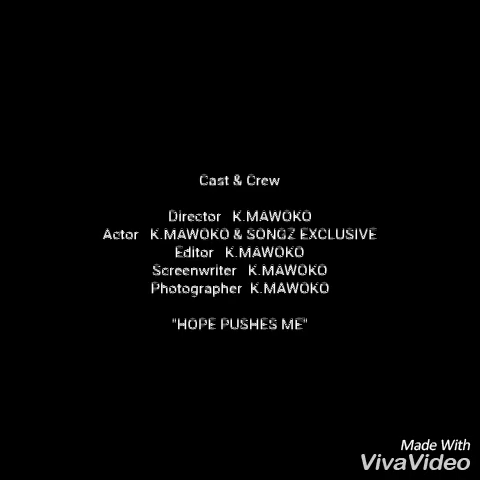 Cast & Crew
Director K.MAWOKO
Actor K.MAWOKO & SONGZ EXCLUSIVE
Editor K.MAWOKO
Screenwriter K.MAWOKO
Photographer K.MAWOKO
"HOPE PUSHES ME"
Made With
VivaVideo